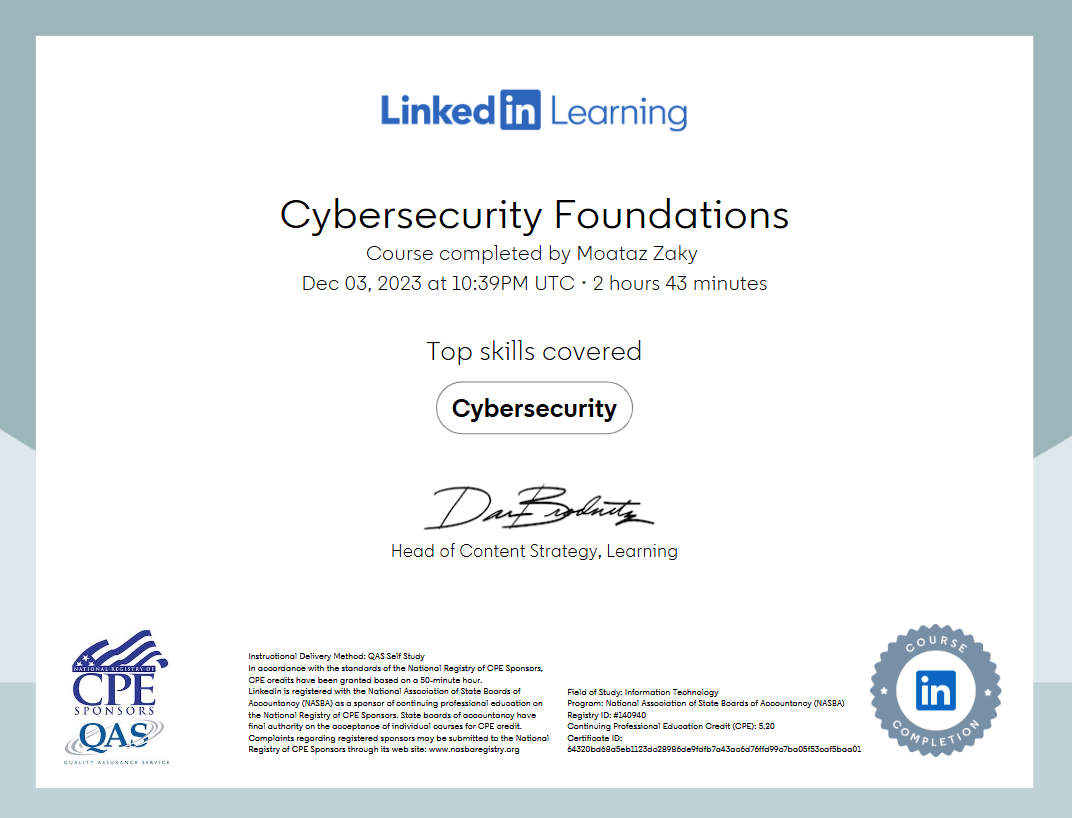 LinkedIn Learning
Cybersecurity Foundations
Course completed by Moataz Zaky
Dec 03, 2023 at 10:39PM UTC • 2 hours 43 minutes
Top skills covered
Cybersecurity
Dan Brodnitz
Head of Content Strategy, Learning
NATIONAL REGISTRY OF
CPE
SPONSORS
QAS
QUALITY ASSURANCE SERVICE
Instructional Delivery Method: QAS Self Study
In accordance with the standards of the National Registry of CPE Sponsors,
CPE credits have been granted based on a 50-minute hour.
LinkedIn is registered with the National Association of State Boards of
Accountancy (NASBA) as a sponsor of continuing professional education on
the National Registry of CPE Sponsors. State boards of accountancy have
final authority on the acceptance of individual courses for CPE credit.
Complaints regarding registered sponsors may be submitted to the National
Registry of CPE Sponsors through its web site: www.nasbaregistry.org
Field of Study: Information Technology
Program: National Association of State Boards of Accountancy (NASBA)
Registry ID: #140940
Continuing Professional Education Credit (CPE): 5.20
Certificate ID:
COURSE
in
COMPLETION